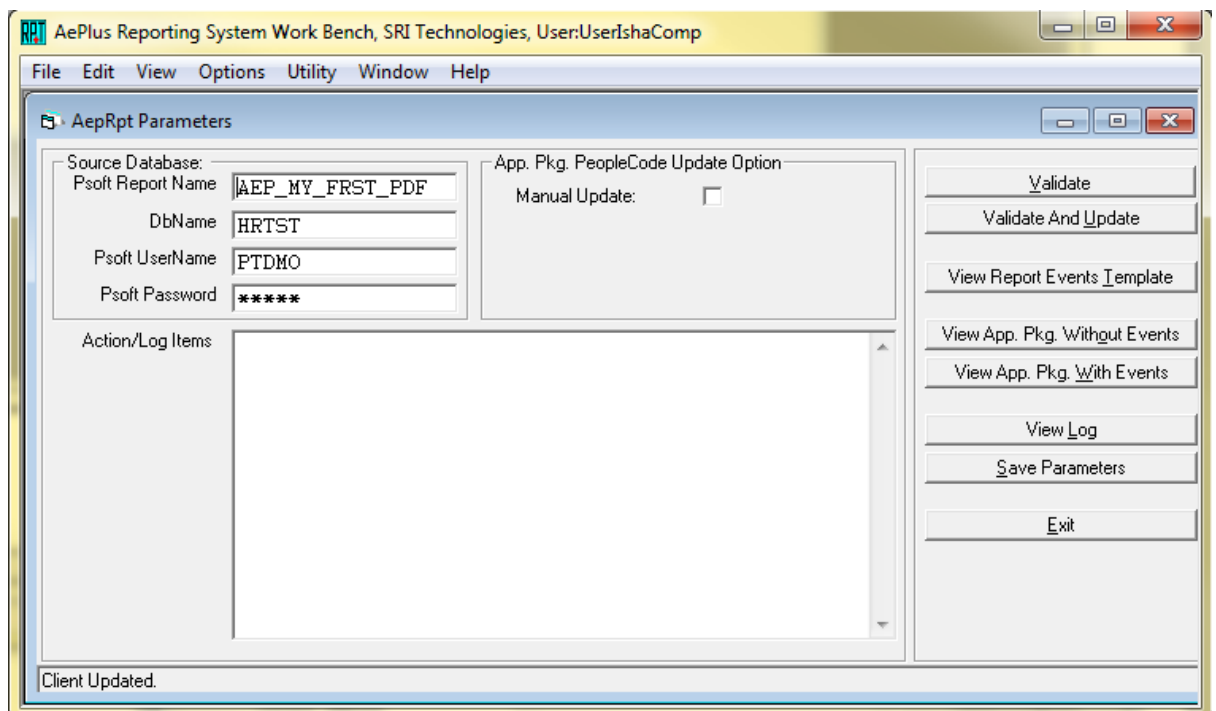 RPT AePlus Reporting System Work Bench, SRI Technologies, User:UserIshaComp
File Edit View Options Utility Window Help
AepRpt Parameters
Source Database:
Psoft Report Name AEP_MY_FRST_PDF
DbName HRTST
Psoft UserName PTDMO
Psoft Password *****
App. Pkg. PeopleCode Update Option
Manual Update:
Action/Log Items
Validate
Validate And Update
View Report Events Template
View App. Pkg. Without Events
View App. Pkg. With Events
View Log
Save Parameters
Exit
Client Updated.